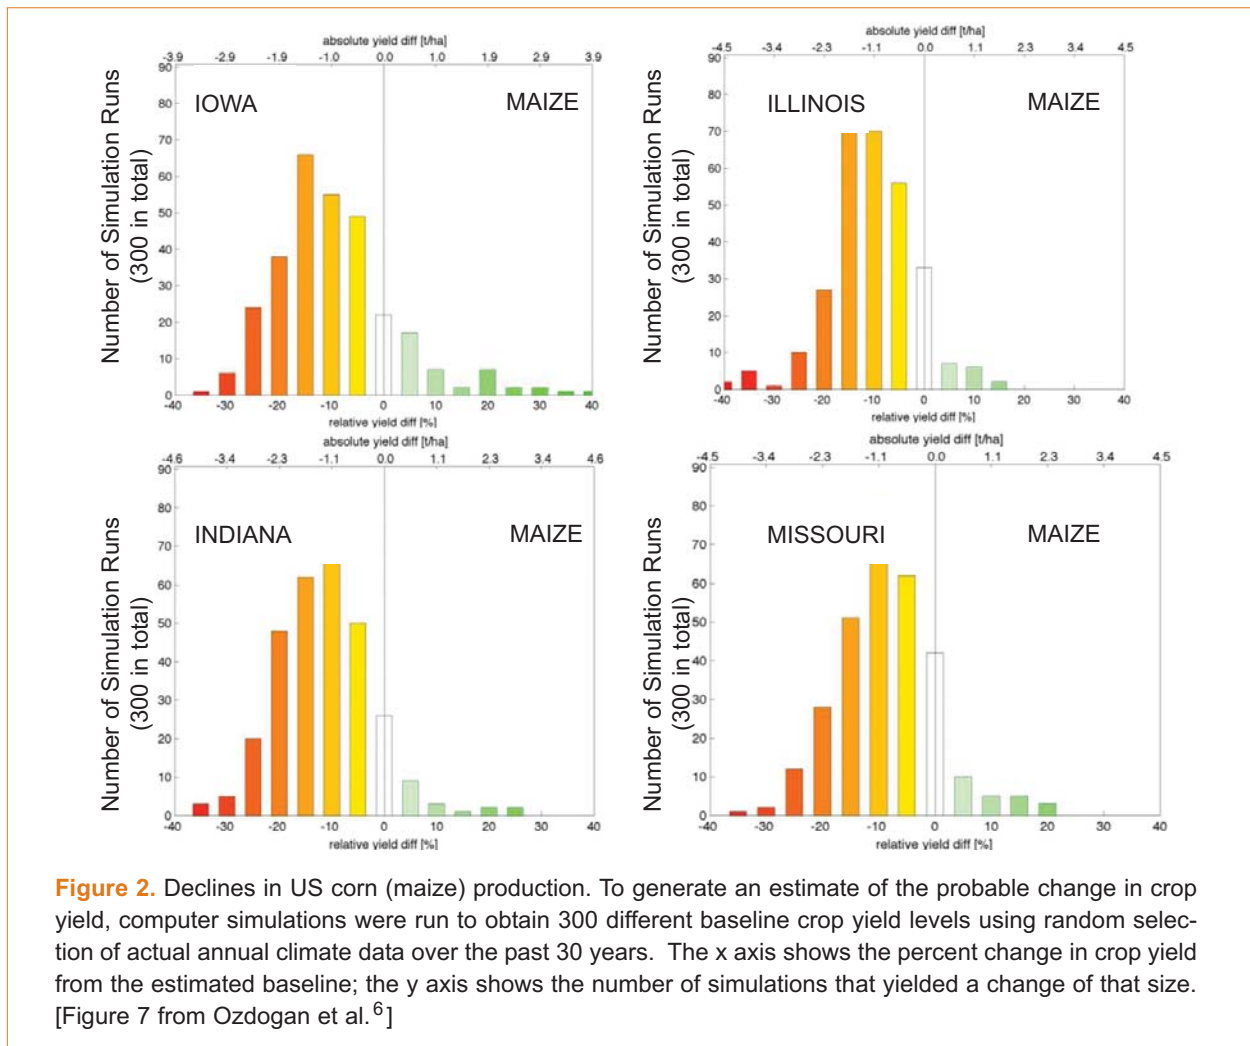 absolute yield diff [t/ha]
-3.9 -2.9 -1.9 -1.0 0.0 1.0 1.9 2.9 3.9
90
80
70
60
50
40
30
20
10
0
Number of Simulation Runs
(300 in total)
IOWA MAIZE
-40 -30 -20 -10 0 10 20 30 40
relative yield diff [%]
absolute yield diff [t/ha]
-4.5 -3.4 -2.3 -1.1 0.0 1.1 2.3 3.4 4.5
90
80
70
60
50
40
30
20
10
0
Number of Simulation Runs
(300 in total)
ILLINOIS MAIZE
-40 -30 -20 -10 0 10 20 30 40
relative yield diff [%]
absolute yield diff [t/ha]
-4.6 -3.4 -2.3 -1.1 0.0 1.1 2.3 3.4 4.6
90
80
70
60
50
40
30
20
10
0
Number of Simulation Runs
(300 in total)
INDIANA MAIZE
-40 -30 -20 -10 0 10 20 30 40
relative yield diff [%]
absolute yield diff [t/ha]
-4.5 -3.4 -2.3 -1.1 0.0 1.1 2.3 3.4 4.5
90
80
70
60
50
40
30
20
10
0
Number of Simulation Runs
(300 in total)
MISSOURI MAIZE
-40 -30 -20 -10 0 10 20 30 40
relative yield diff [%]
Figure 2. Declines in US corn (maize) production. To generate an estimate of the probable change in crop
yield, computer simulations were run to obtain 300 different baseline crop yield levels using random selec-
tion of actual annual climate data over the past 30 years. The x axis shows the percent change in crop yield
from the estimated baseline; the y axis shows the number of simulations that yielded a change of that size.
[Figure 7 from Ozdogan et al.6]